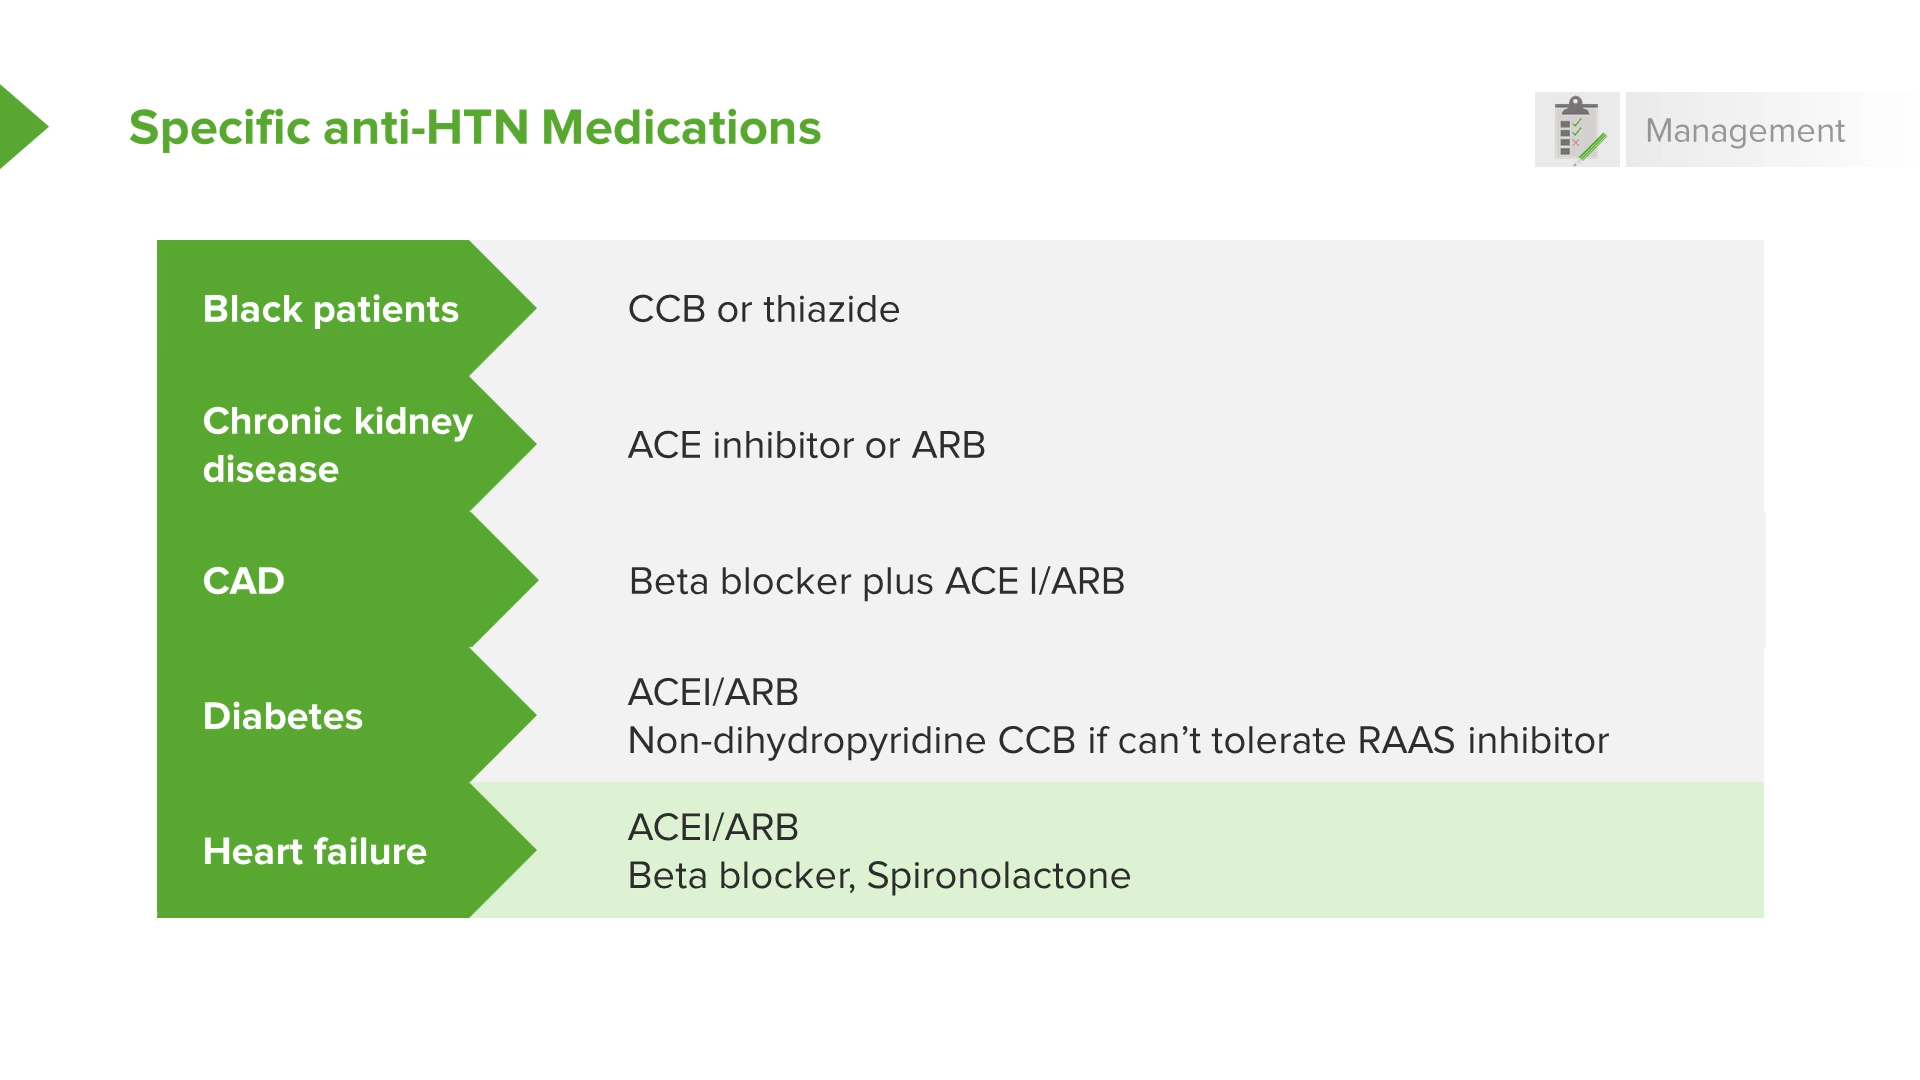 Specific anti-HTN Medications
Management
Black patients
CCB or thiazide
Chronic kidney
disease
ACE inhibitor or ARB
CAD
Beta blocker plus ACE I/ARB
Diabetes
ACEI/ARB
Non-dihydropyridine CCB if can’t tolerate RAAS inhibitor
Heart failure
ACEI/ARB
Beta blocker, Spironolactone